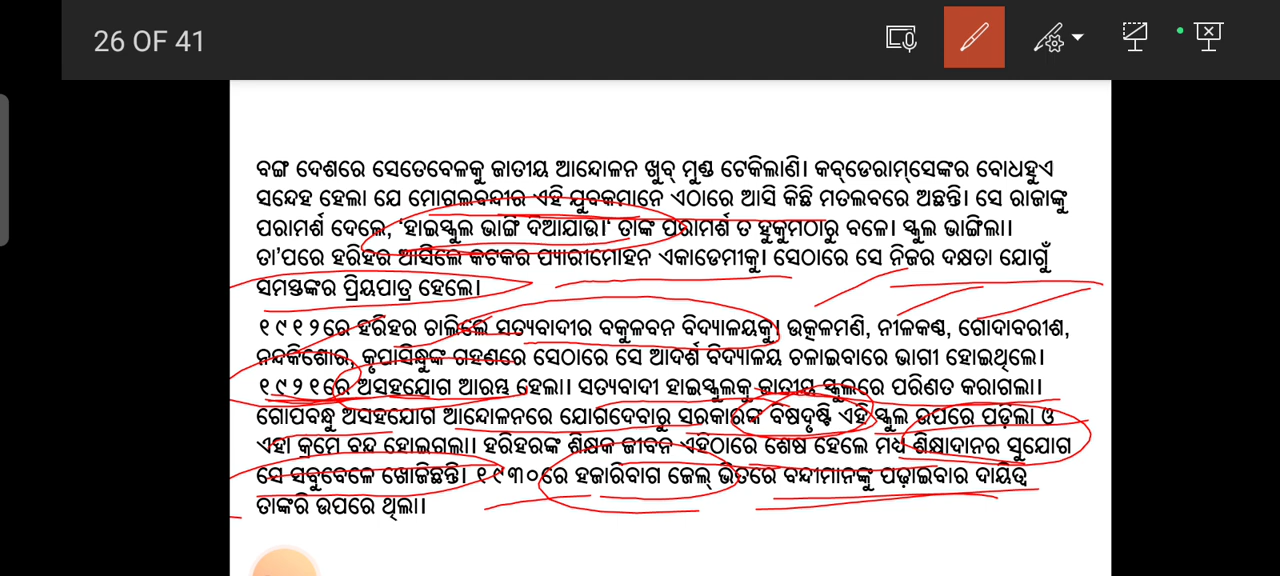 26 OF 41
ବଙ୍ଗ ଦେଶରେ ସେତେବେଳକୁ ଜାତୀୟ ଆନ୍ଦୋଳନ ଖୁବ୍ ମୁଣ୍ଡ ଟେକିଲାଣି। କବ୍‌ଡେରାମ୍‌ସେଙ୍କର ବୋଧହୁଏ
ସନ୍ଦେହ ହେଲା ଯେ ମୋଗଲବନ୍ଦୀର ଏହି ଯୁବକମାନେ ଏଠାରେ ଆସି କିଛି ମତଲବରେ ଅଛନ୍ତି। ସେ ରାଜାଙ୍କୁ
ପରାମର୍ଶ ଦେଲେ, ‘ହାଇସ୍କୁଲ ଭାଙ୍ଗି ଦିଆଯାଉ।‘ ତାଙ୍କ ପରାମର୍ଶ ତ ହୁକୁମଠାରୁ ବଳେ। ସ୍କୁଲ ଭାଙ୍ଗିଲା।
ତା’ପରେ ହରିହର ଆସିଲେ କଟକର ପ୍ୟାରୀମୋହନ ଏକାଡେମୀକୁ। ସେଠାରେ ସେ ନିଜର ଦକ୍ଷତା ଯୋଗୁଁ
ସମସ୍ତଙ୍କର ପ୍ରିୟପାତ୍ର ହେଲେ।
୧୯୧୨ରେ ହରିହର ଚାଲିଲେ ସତ୍ୟବାଦୀର ବକୁଳବନ ବିଦ୍ୟାଳୟକୁ। ଉତ୍କଳମଣି, ନୀଳକଣ୍ଠ, ଗୋଦାବରୀଶ,
ନନ୍ଦକିଶୋର, କୃପାସିନ୍ଧୁଙ୍କ ଗହଣରେ ସେଠାରେ ସେ ଆଦର୍ଶ ବିଦ୍ୟାଳୟ ଚଳାଇବାରେ ଭାଗୀ ହୋଇଥିଲେ।
୧୯୨୧ରେ ଅସହଯୋଗ ଆରମ୍ଭ ହେଲା। ସତ୍ୟବାଦୀ ହାଇସ୍କୁଲକୁ ଜାତୀୟ ସ୍କୁଲରେ ପରିଣତ କରାଗଲା।
ଗୋପବନ୍ଧୁ ଅସହଯୋଗ ଆନ୍ଦୋଳନରେ ଯୋଗଦେବାରୁ ସରକାରଙ୍କ ବିଷଦୃଷ୍ଟି ଏହି ସ୍କୁଲ ଉପରେ ପଡ଼ିଲା ଓ
ଏହା କ୍ରମେ ବନ୍ଦ ହୋଇଗଲା। ହରିହରଙ୍କ ଶିକ୍ଷକ ଜୀବନ ଏହିଠାରେ ଶେଷ ହେଲେ ମଧ୍ୟ ଶିକ୍ଷାଦାନର ସୁଯୋଗ
ସେ ସବୁବେଳେ ଖୋଜିଛନ୍ତି। ୧୯୩୦ରେ ହଜାରିବାଗ ଜେଲ୍ ଭିତରେ ବନ୍ଦୀମାନଙ୍କୁ ପଢ଼ାଇବାର ଦାୟିତ୍ୱ
ତାଙ୍କରି ଉପରେ ଥିଲା।